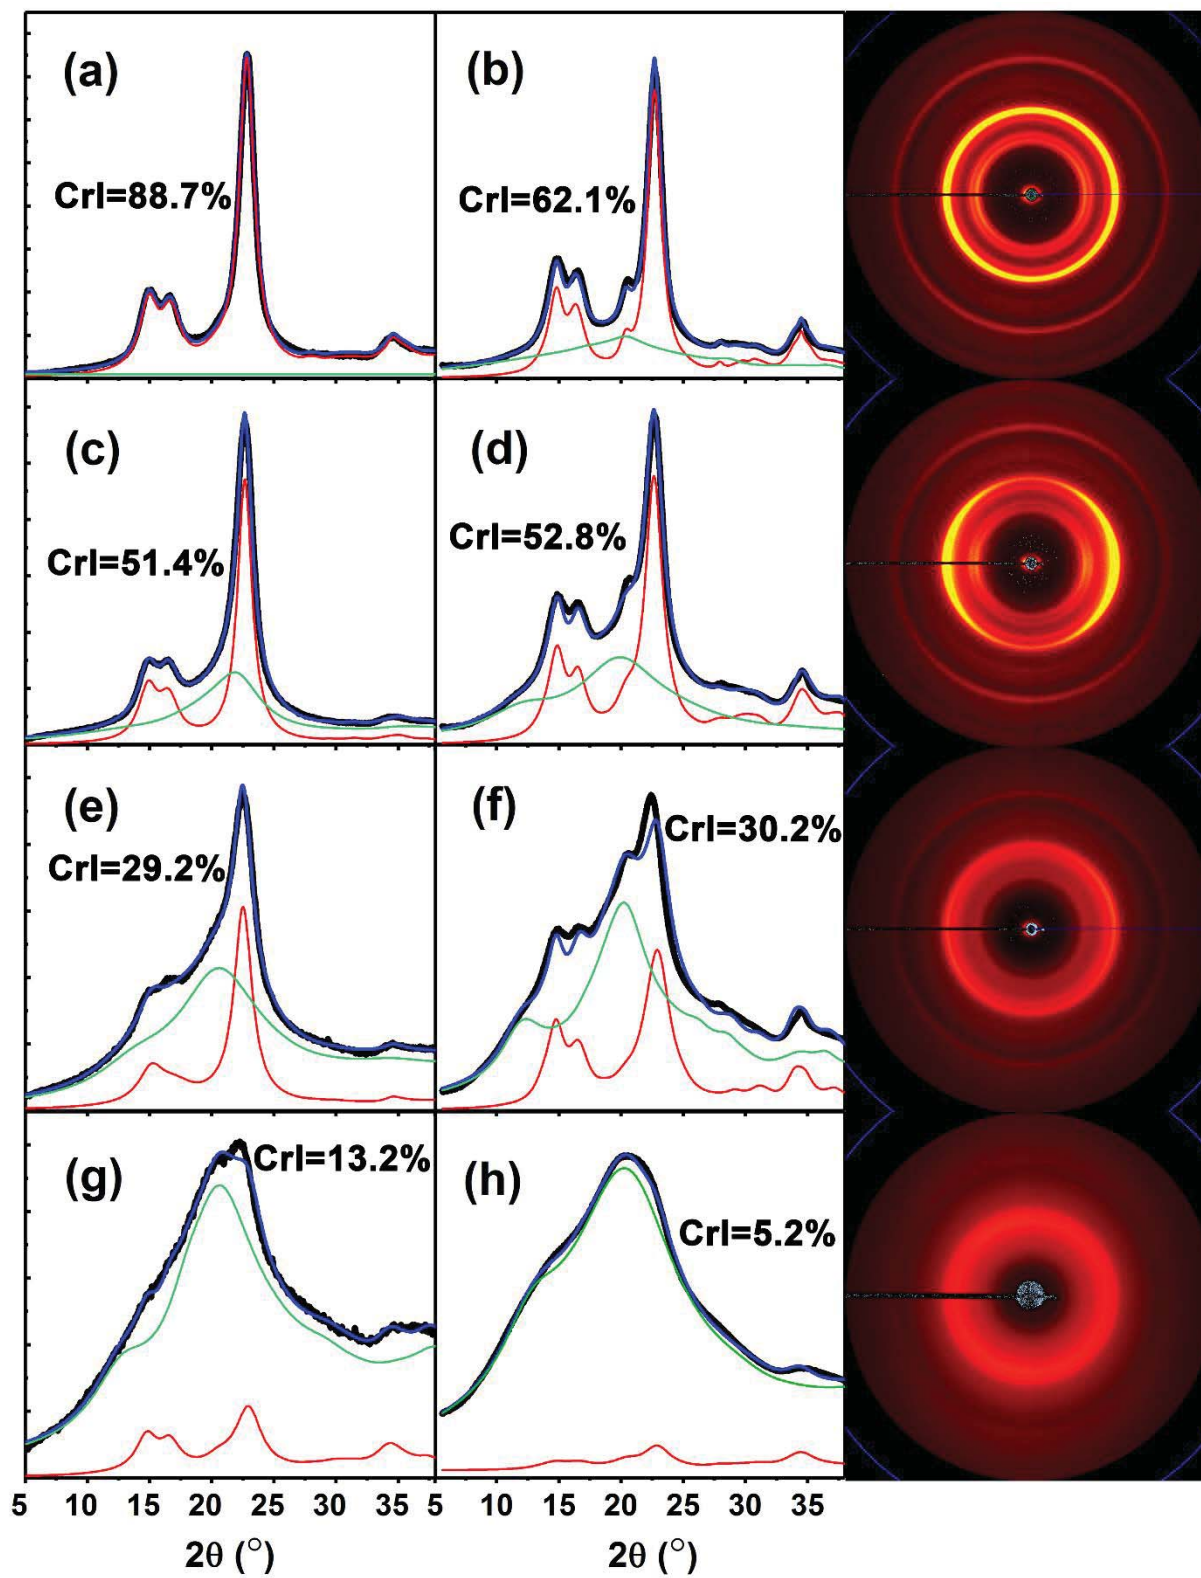 (a)
CrI=88.7%
(b)
CrI=62.1%
(c)
CrI=51.4%
(d)
CrI=52.8%
(e)
CrI=29.2%
(f)
CrI=30.2%
(g)
CrI=13.2%
(h)
CrI=5.2%
5 10 15 20 25 30 35 5 10 15 20 25 30 35
2θ (°) 2θ (°)